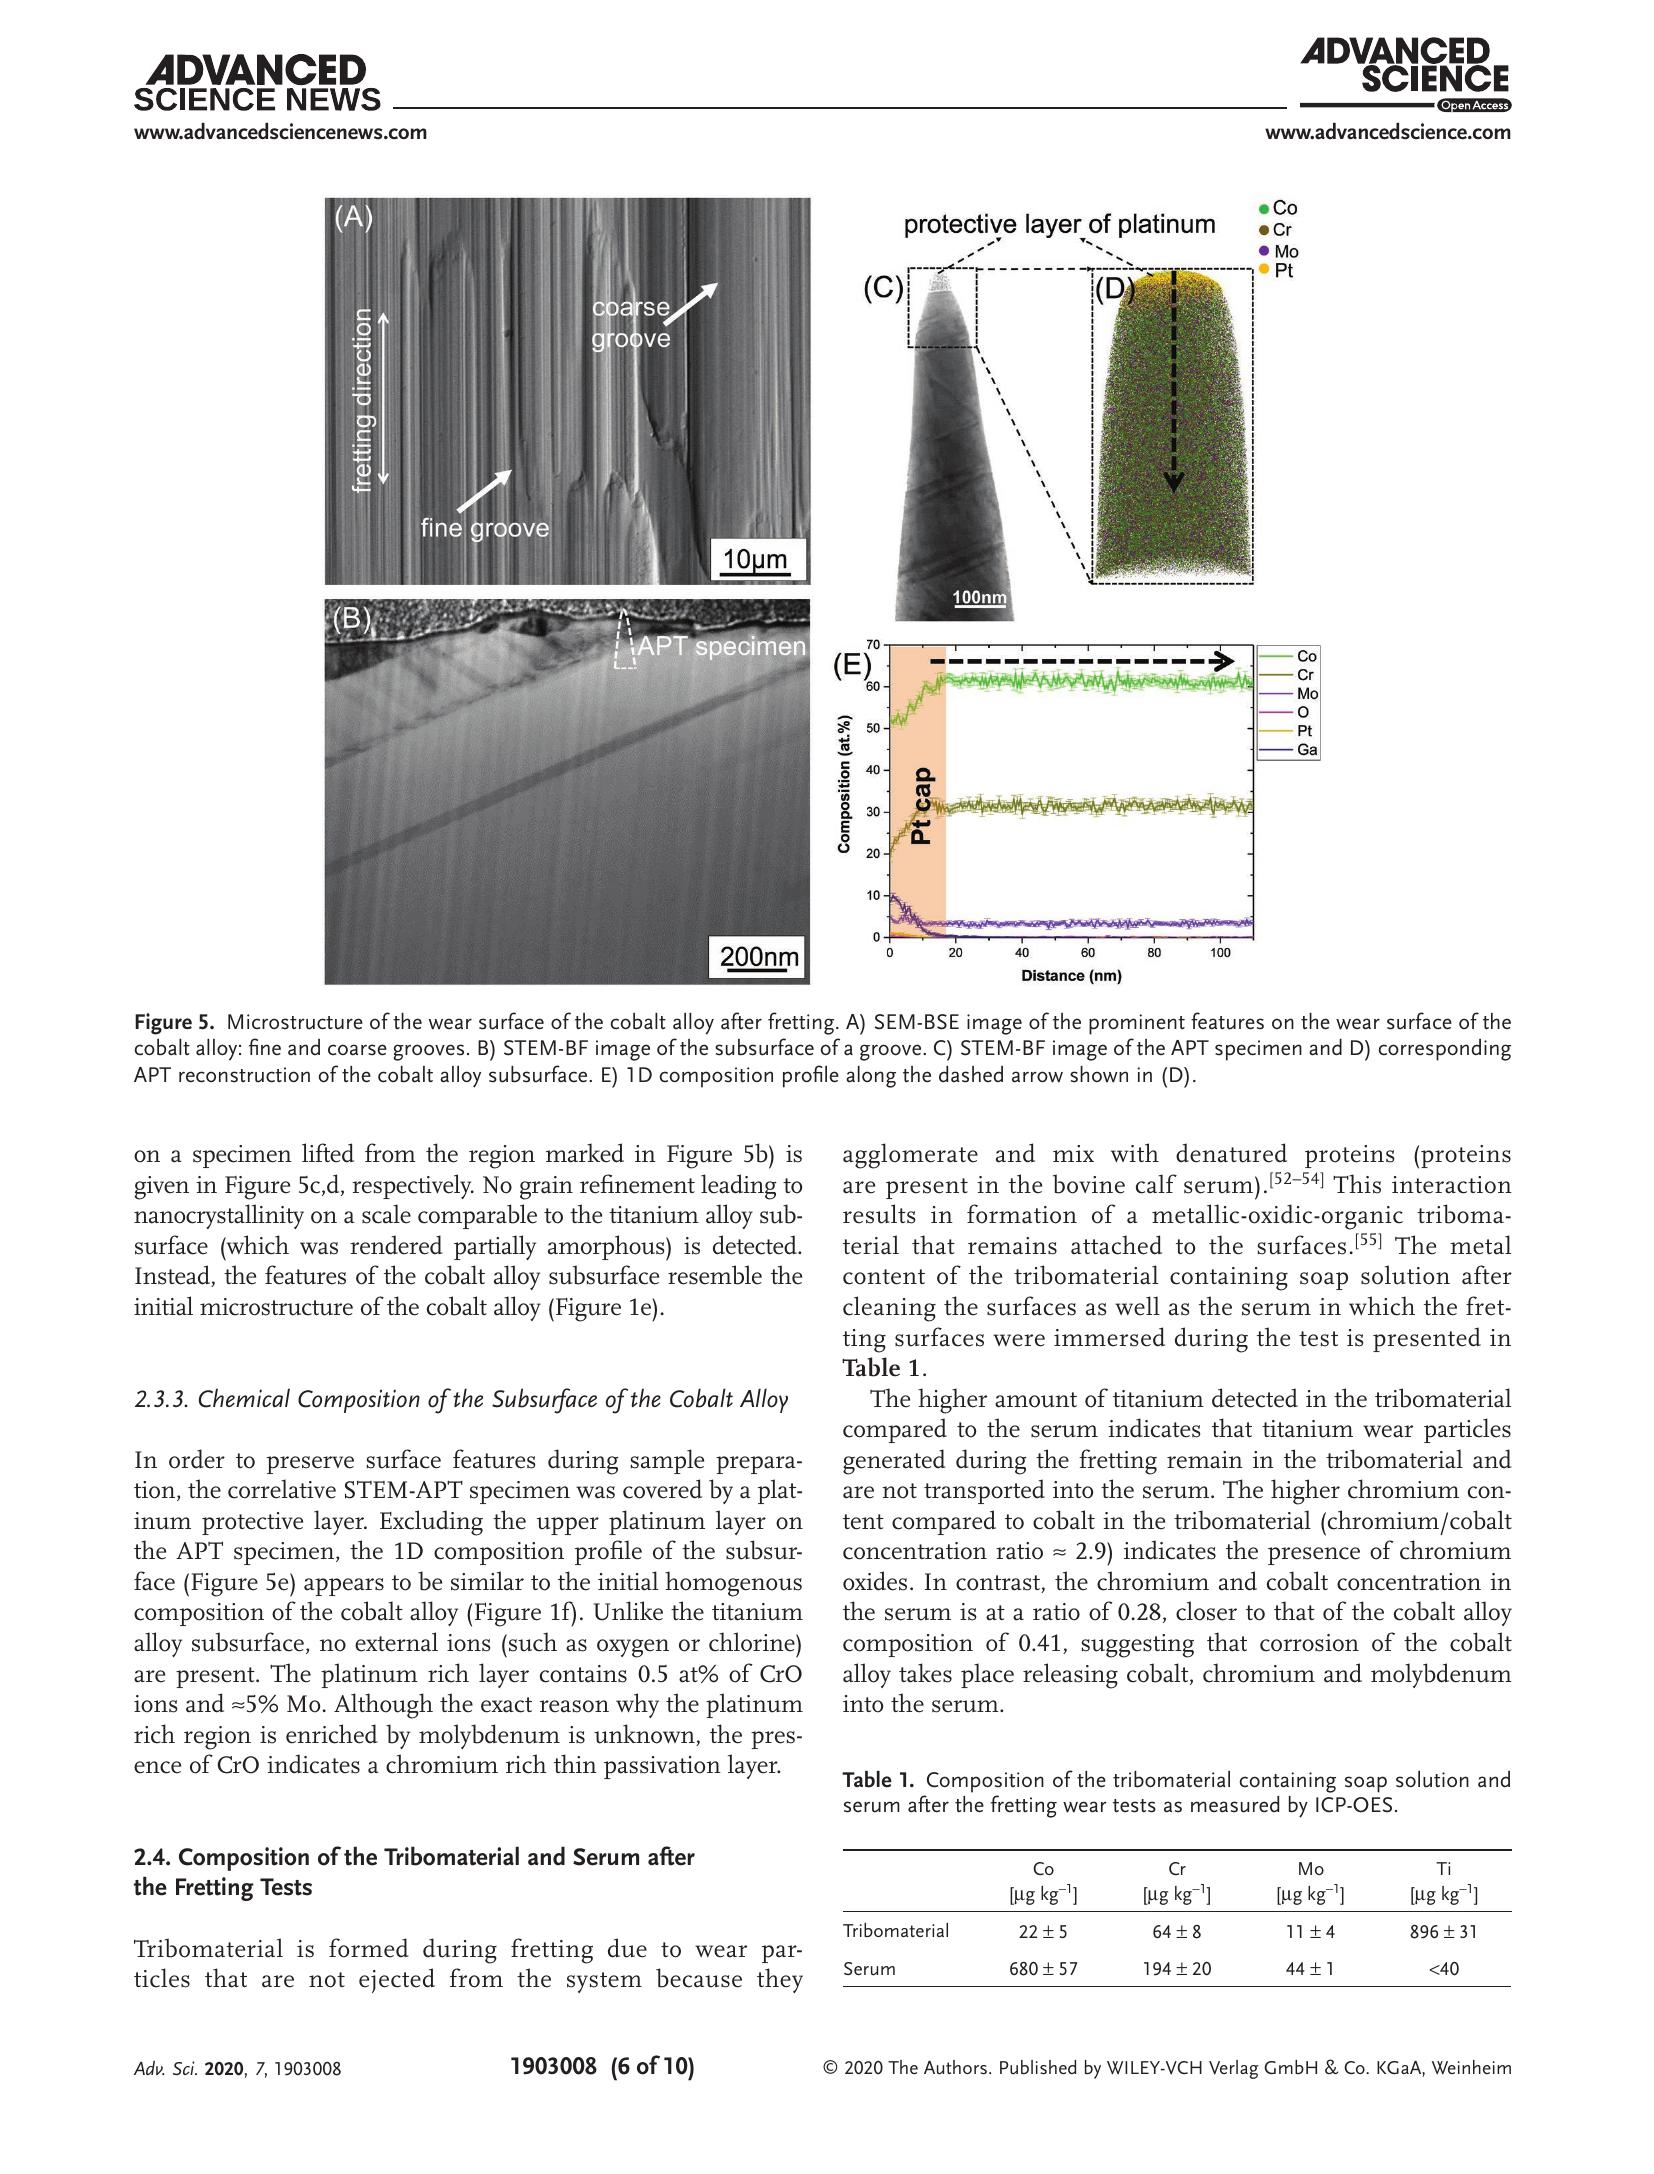 ADVANCED
SCIENCE NEWS
www.advancedsciencenews.com
ADVANCED
SCIENCE
Open Access
www.advancedscience.com
(A)
fretting direction
coarse
groove
fine groove
10μm
(B)
APT specimen
200nm
protective layer of platinum
(C)
(D)
100nm
Co
Cr
Mo
Pt
(E)
70
60
50
40
30
20
10
0
Composition (at.%)
Pt cap
0 20 40 60 80 100
Distance (nm)
Co
Cr
Mo
O
Pt
Ga
Figure 5. Microstructure of the wear surface of the cobalt alloy after fretting. A) SEM-BSE image of the prominent features on the wear surface of the
cobalt alloy: fine and coarse grooves. B) STEM-BF image of the subsurface of a groove. C) STEM-BF image of the APT specimen and D) corresponding
APT reconstruction of the cobalt alloy subsurface. E) 1D composition profile along the dashed arrow shown in (D).
on a specimen lifted from the region marked in Figure 5b) is
given in Figure 5c,d, respectively. No grain refinement leading to
nanocrystallinity on a scale comparable to the titanium alloy sub-
surface (which was rendered partially amorphous) is detected.
Instead, the features of the cobalt alloy subsurface resemble the
initial microstructure of the cobalt alloy (Figure 1e).
2.3.3. Chemical Composition of the Subsurface of the Cobalt Alloy
In order to preserve surface features during sample prepara-
tion, the correlative STEM-APT specimen was covered by a plat-
inum protective layer. Excluding the upper platinum layer on
the APT specimen, the 1D composition profile of the subsur-
face (Figure 5e) appears to be similar to the initial homogenous
composition of the cobalt alloy (Figure 1f). Unlike the titanium
alloy subsurface, no external ions (such as oxygen or chlorine)
are present. The platinum rich layer contains 0.5 at% of CrO
ions and ≈5% Mo. Although the exact reason why the platinum
rich region is enriched by molybdenum is unknown, the pres-
ence of CrO indicates a chromium rich thin passivation layer.
2.4. Composition of the Tribomaterial and Serum after
the Fretting Tests
Tribomaterial is formed during fretting due to wear par-
ticles that are not ejected from the system because they
agglomerate and mix with denatured proteins (proteins
are present in the bovine calf serum).[52–54] This interaction
results in formation of a metallic-oxidic-organic triboma-
terial that remains attached to the surfaces.[55] The metal
content of the tribomaterial containing soap solution after
cleaning the surfaces as well as the serum in which the fret-
ting surfaces were immersed during the test is presented in
Table 1.
The higher amount of titanium detected in the tribomaterial
compared to the serum indicates that titanium wear particles
generated during the fretting remain in the tribomaterial and
are not transported into the serum. The higher chromium con-
tent compared to cobalt in the tribomaterial (chromium/cobalt
concentration ratio ≈ 2.9) indicates the presence of chromium
oxides. In contrast, the chromium and cobalt concentration in
the serum is at a ratio of 0.28, closer to that of the cobalt alloy
composition of 0.41, suggesting that corrosion of the cobalt
alloy takes place releasing cobalt, chromium and molybdenum
into the serum.
Table 1. Composition of the tribomaterial containing soap solution and
serum after the fretting wear tests as measured by ICP-OES.
Co Cr Mo Ti
[μg kg⁻¹] [μg kg⁻¹] [μg kg⁻¹] [μg kg⁻¹]
Tribomaterial 22 ± 5 64 ± 8 11 ± 4 896 ± 31
Serum 680 ± 57 194 ± 20 44 ± 1 <40
Adv. Sci. 2020, 7, 1903008
1903008 (6 of 10)
© 2020 The Authors. Published by WILEY-VCH Verlag GmbH & Co. KGaA, Weinheim